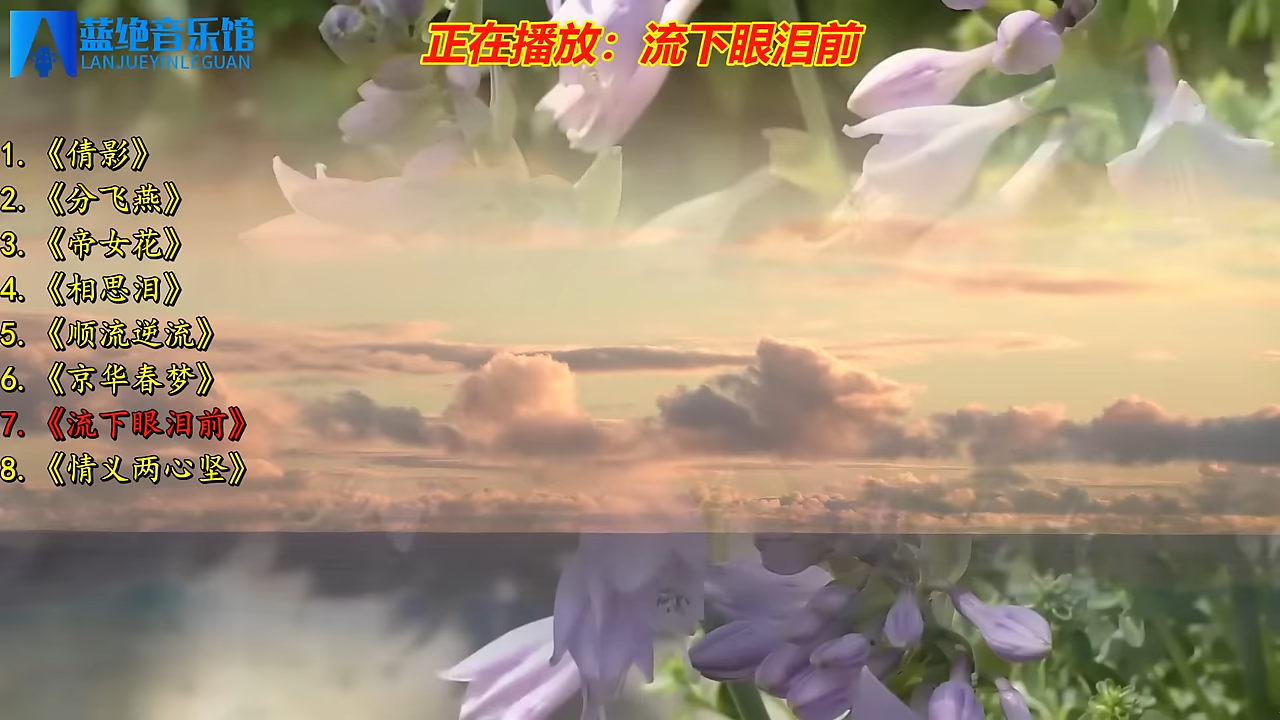 蓝绝音乐馆
LANJUEYINLEGUAN
正在播放：流下眼泪前
1.《倩影》
2.《分飞燕》
3.《帝女花》
4.《相思泪》
5.《顺流逆流》
6.《京华春梦》
7.《流下眼泪前》
8.《情义两心坚》